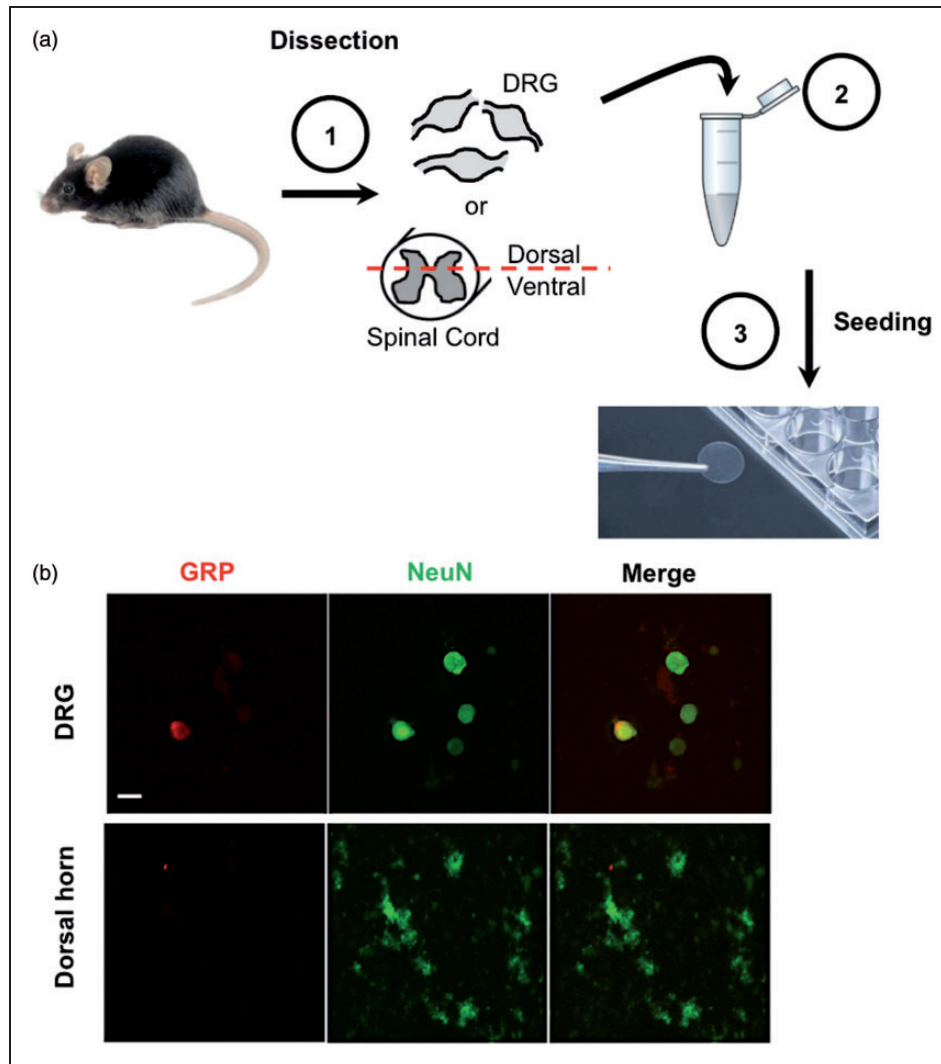 (a)
Dissection
1
DRG
or
Dorsal
Ventral
Spinal Cord
2
3
Seeding
(b)
GRP
NeuN
Merge
DRG
Dorsal horn